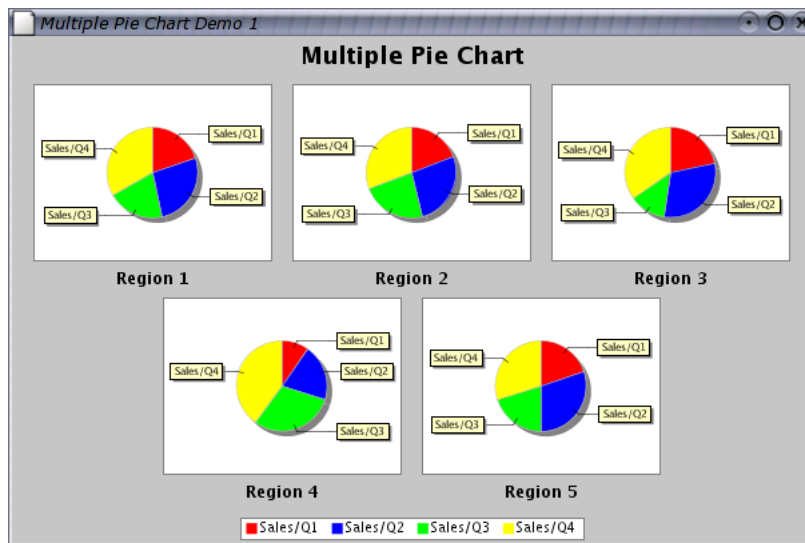 Multiple Pie Chart Demo 1
Multiple Pie Chart
Sales/Q1
Sales/Q4
Sales/Q2
Sales/Q3
Region 1
Sales/Q1
Sales/Q4
Sales/Q2
Sales/Q3
Region 2
Sales/Q1
Sales/Q4
Sales/Q2
Sales/Q3
Region 3
Sales/Q1
Sales/Q4
Sales/Q2
Sales/Q3
Region 4
Sales/Q1
Sales/Q4
Sales/Q2
Sales/Q3
Region 5
Sales/Q1 Sales/Q2 Sales/Q3 Sales/Q4